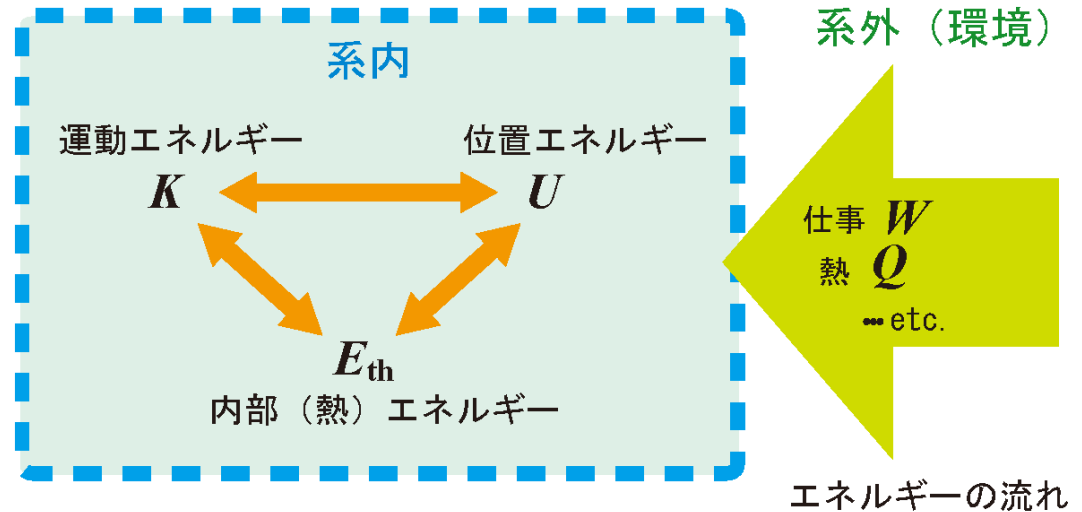 系外（環境）
系内
運動エネルギー
位置エネルギー
K
U
仕事 W
熱 Q
… etc.
Eth
内部（熱）エネルギー
エネルギーの流れ